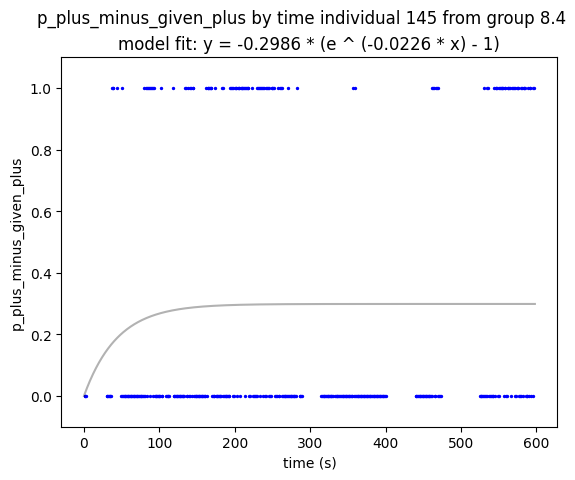 p_plus_minus_given_plus by time individual 145 from group 8.4
model fit: y = -0.2986 * (e ^ (-0.0226 * x) - 1)
p_plus_minus_given_plus
1.0
0.8
0.6
0.4
0.2
0.0
0 100 200 300 400 500 600
time (s)